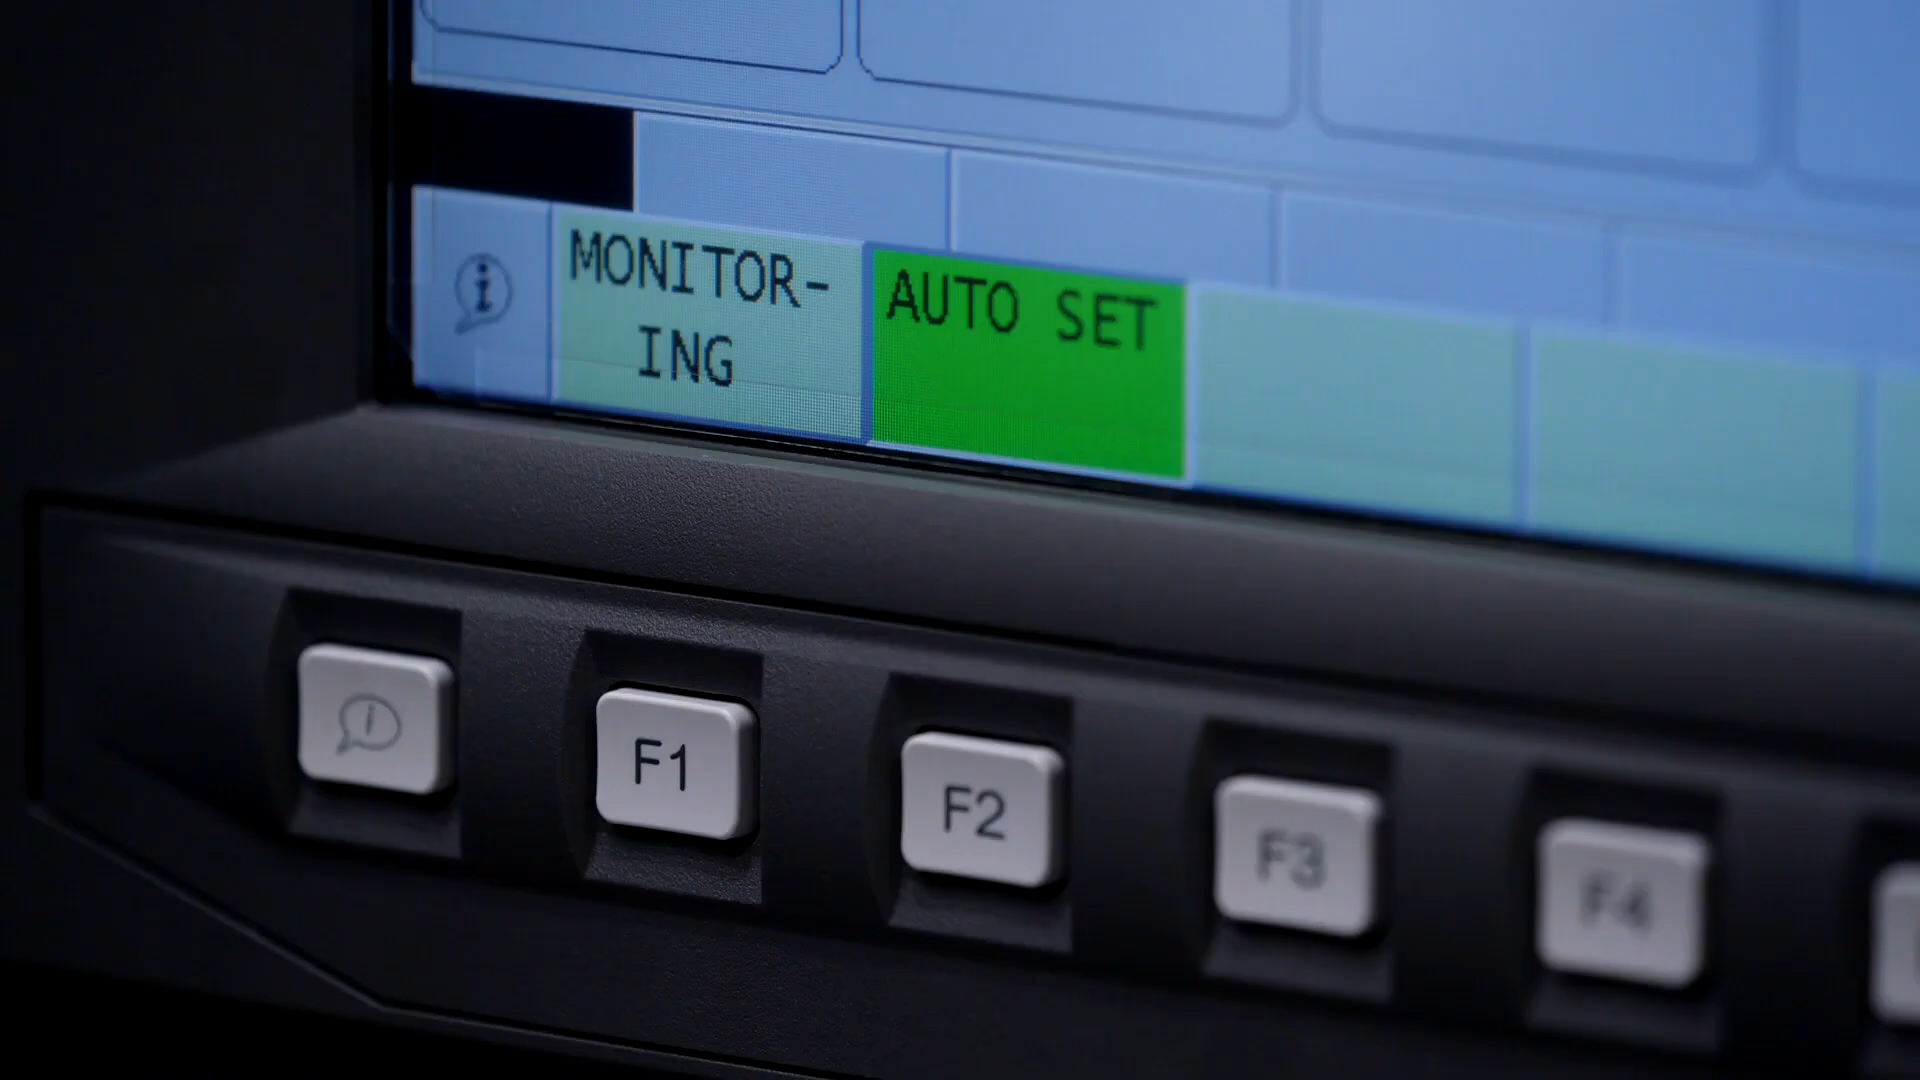 MONITOR-
ING
AUTO SET
F1
F2
F3
F4